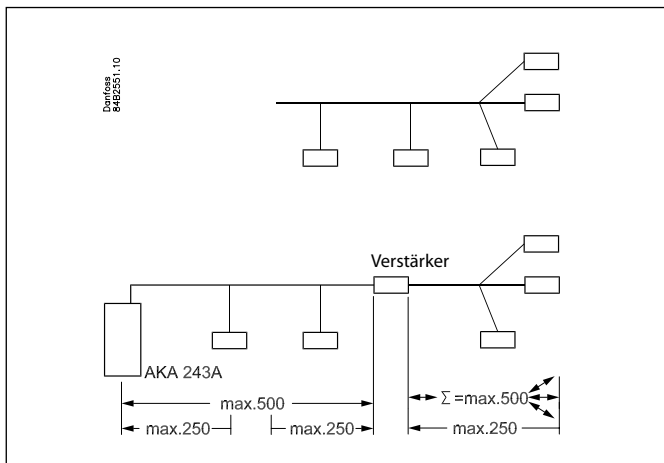 Danfoss
84B2551.10
Verstärker
AKA 243A
max.500
Σ =max.500
max.250
max.250
max.250